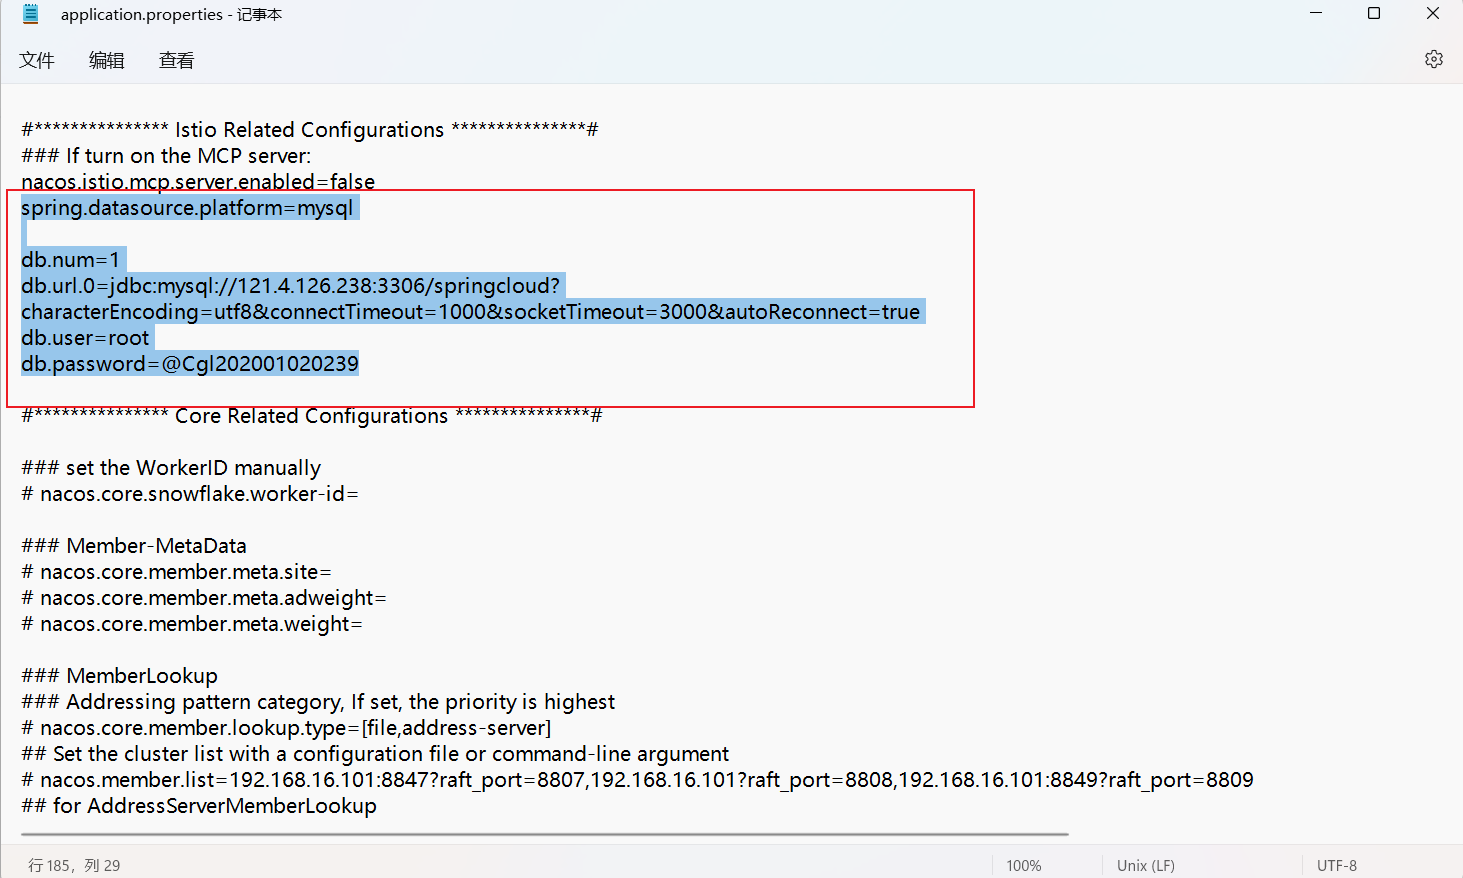 application.properties - 记事本
文件 编辑 查看
#*************** Istio Related Configurations ***************#
### If turn on the MCP server:
nacos.istio.mcp.server.enabled=false
spring.datasource.platform=mysql
db.num=1
db.url.0=jdbc:mysql://121.4.126.238:3306/springcloud?
characterEncoding=utf8&connectTimeout=1000&socketTimeout=3000&autoReconnect=true
db.user=root
db.password=@Cgl202001020239
#*************** Core Related Configurations ***************#
### set the WorkerID manually
# nacos.core.snowflake.worker-id=
### Member-MetaData
# nacos.core.member.meta.site=
# nacos.core.member.meta.adweight=
# nacos.core.member.meta.weight=
### MemberLookup
### Addressing pattern category, If set, the priority is highest
# nacos.core.member.lookup.type=[file,address-server]
## Set the cluster list with a configuration file or command-line argument
# nacos.member.list=192.168.16.101:8847?raft_port=8807,192.168.16.101?raft_port=8808,192.168.16.101:8849?raft_port=8809
## for AddressServerMemberLookup
行 185，列 29 100% Unix (LF) UTF-8